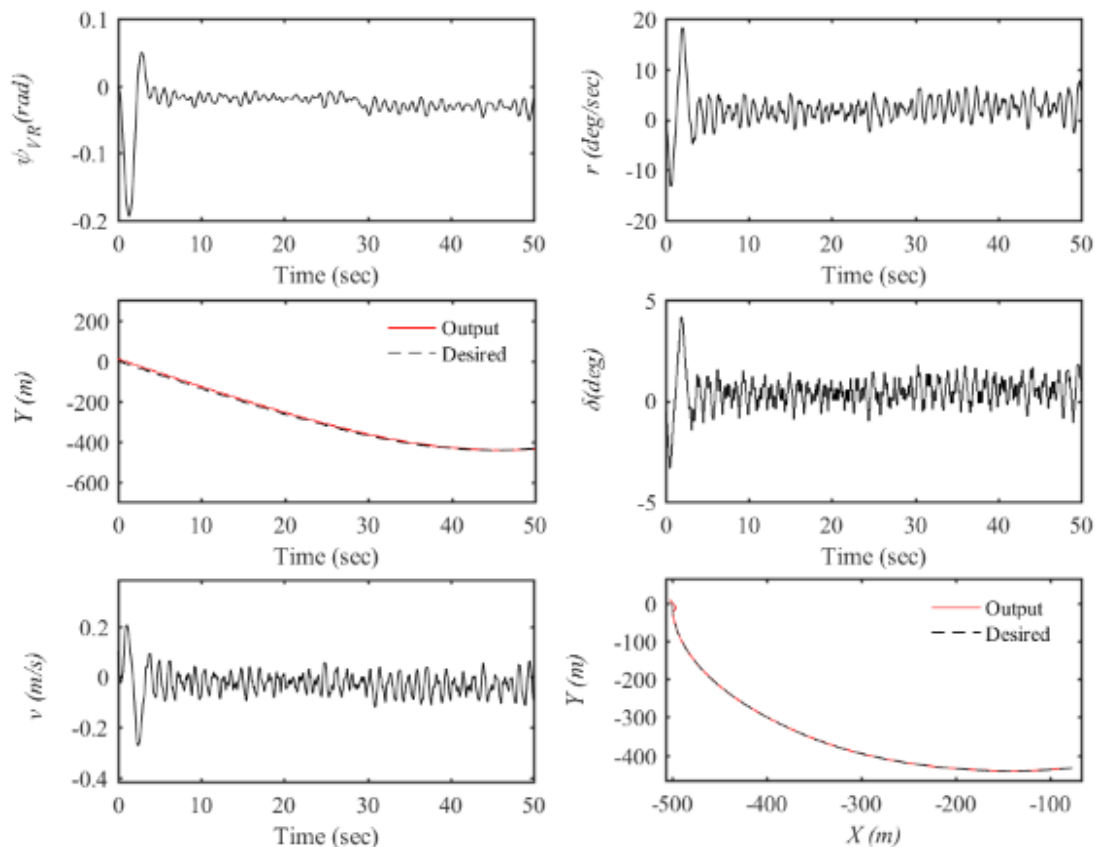 0.1
0
-0.1
-0.2
ψ_VR(rad)
0 10 20 30 40 50
Time (sec)
20
10
0
-10
-20
r (deg/sec)
0 10 20 30 40 50
Time (sec)
200
0
-200
-400
-600
Y (m)
Output
Desired
0 10 20 30 40 50
Time (sec)
5
0
-5
δ(deg)
0 10 20 30 40 50
Time (sec)
0.2
0
-0.2
-0.4
v (m/s)
0 10 20 30 40 50
Time (sec)
0
-100
-200
-300
-400
Y (m)
Output
Desired
-500 -400 -300 -200 -100
X (m)